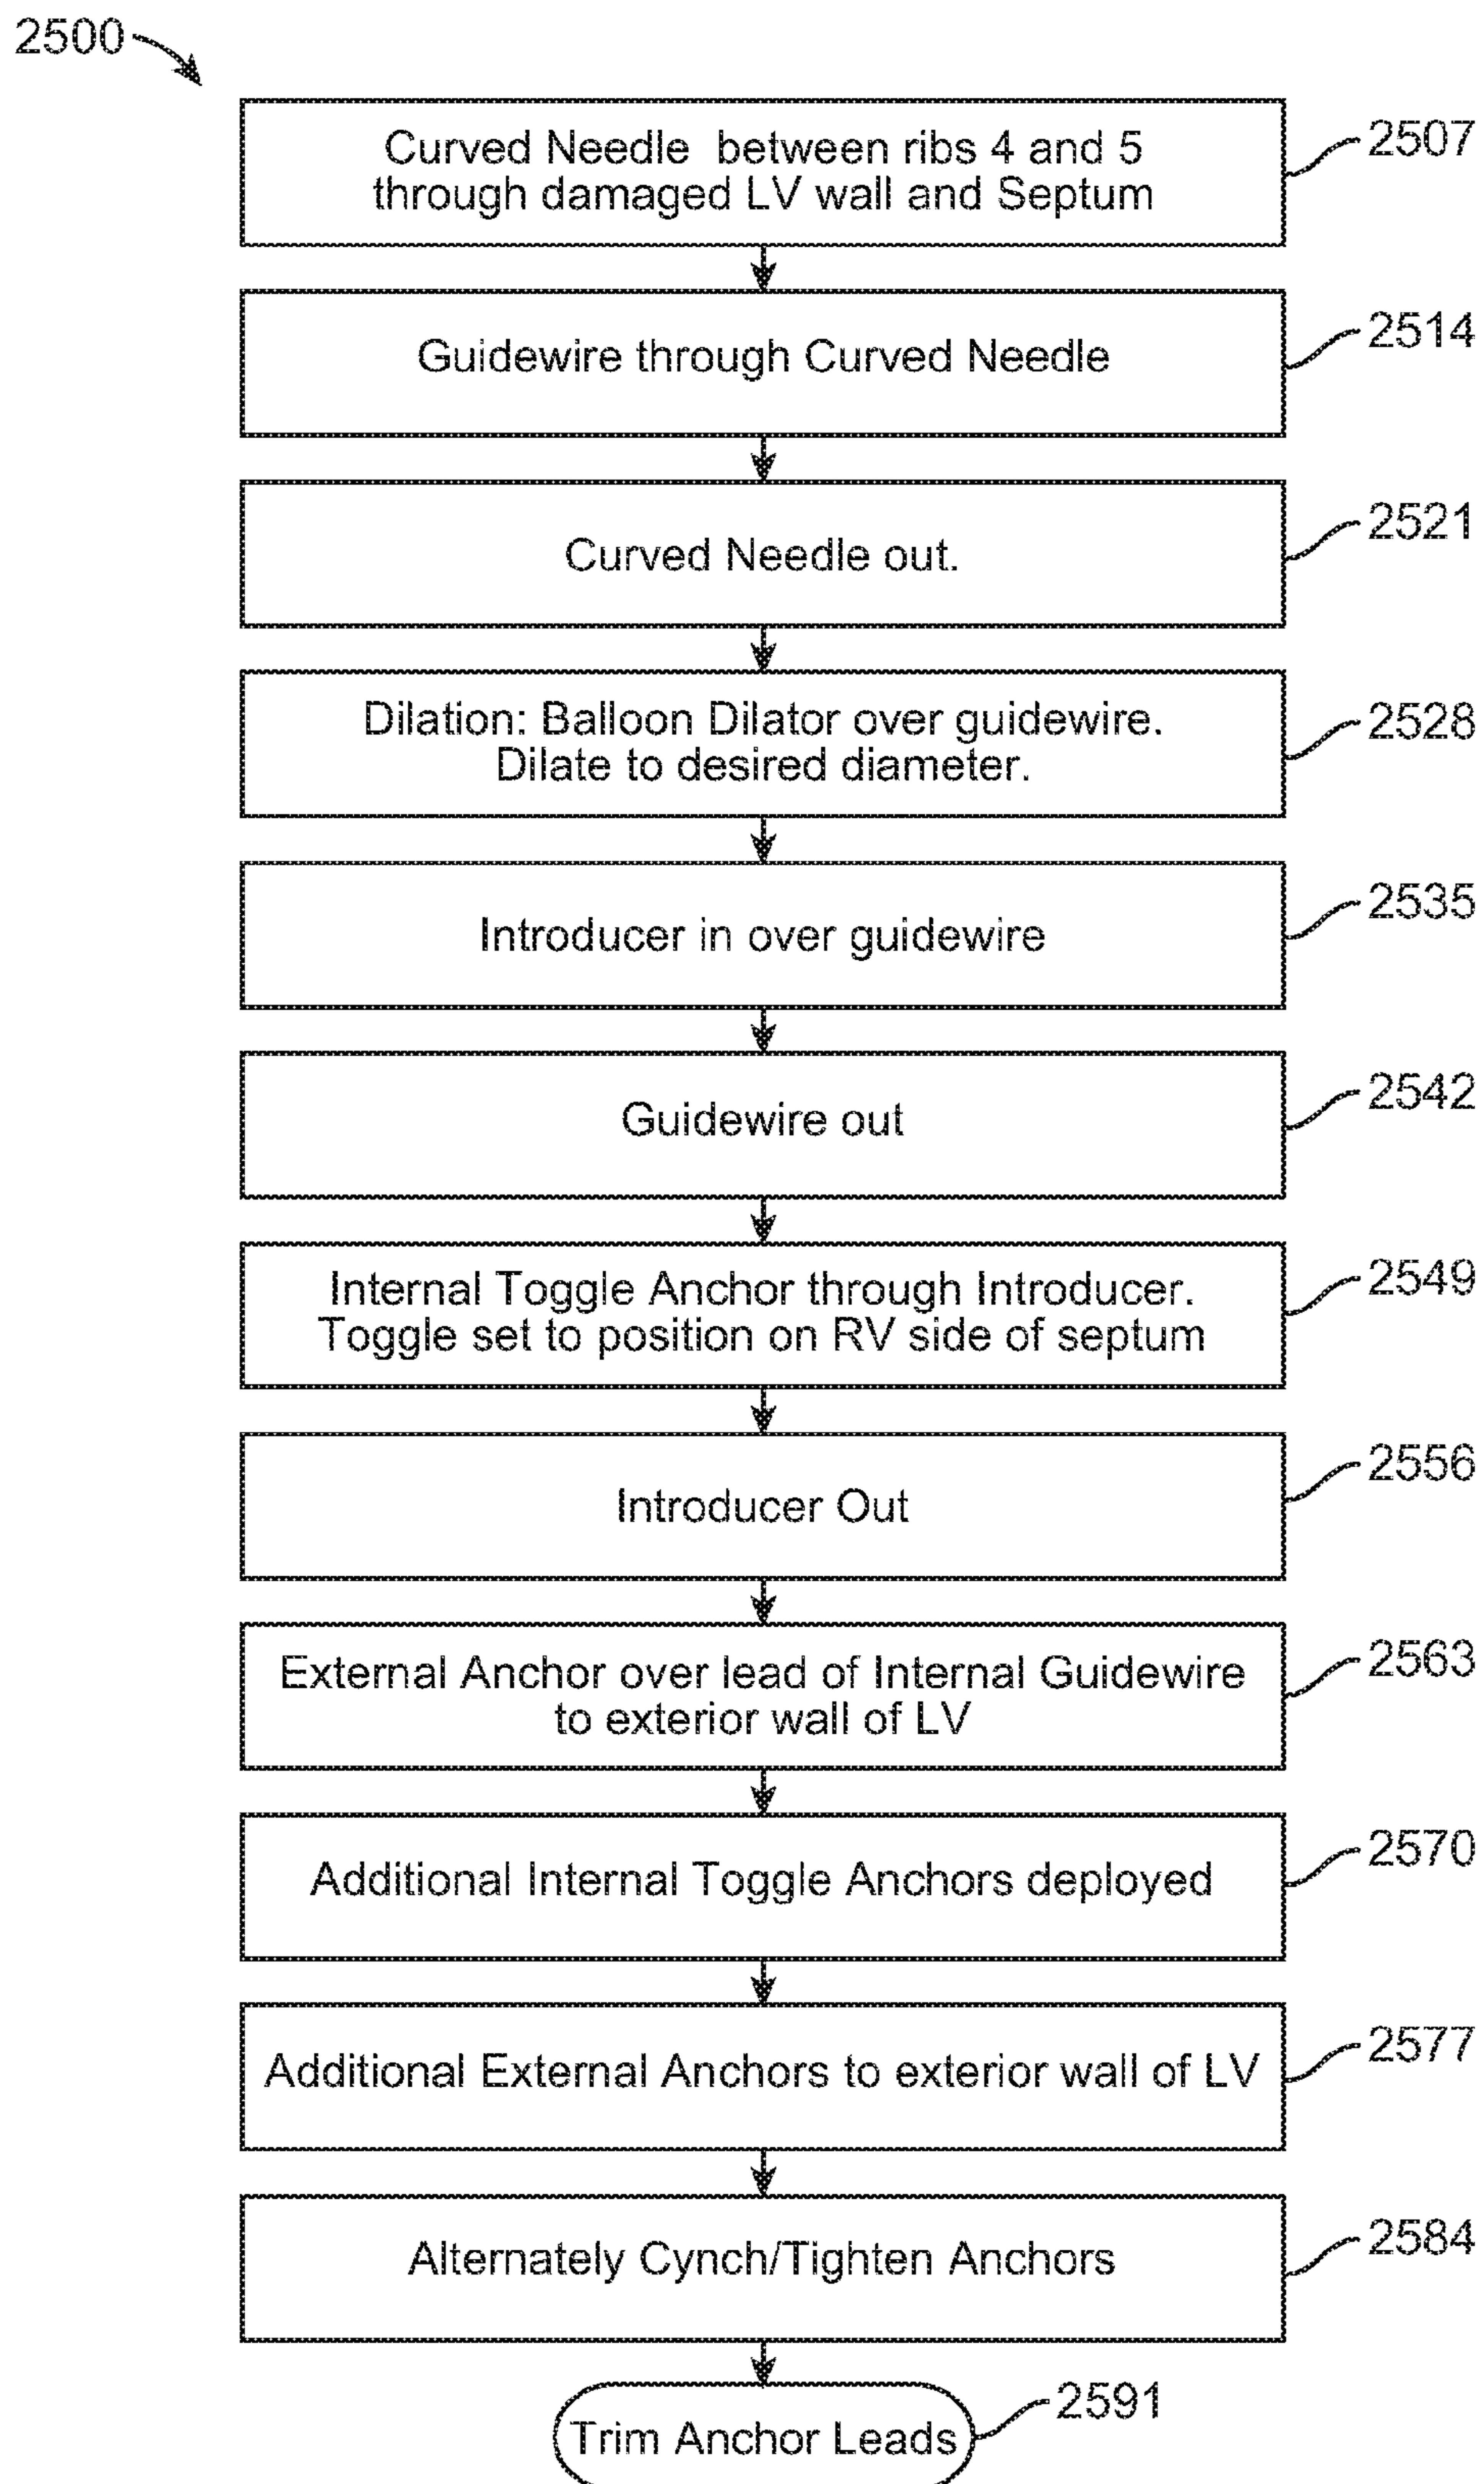 2500
Curved Needle between ribs 4 and 5
through damaged LV wall and Septum
2507
Guidewire through Curved Needle
2514
Curved Needle out.
2521
Dilation: Balloon Dilator over guidewire.
Dilate to desired diameter.
2528
Introducer in over guidewire
2535
Guidewire out
2542
Internal Toggle Anchor through Introducer.
Toggle set to position on RV side of septum
2549
Introducer Out
2556
External Anchor over lead of Internal Guidewire
to exterior wall of LV
2563
Additional Internal Toggle Anchors deployed
2570
Additional External Anchors to exterior wall of LV
2577
Alternately Cynch/Tighten Anchors
2584
Trim Anchor Leads
2591